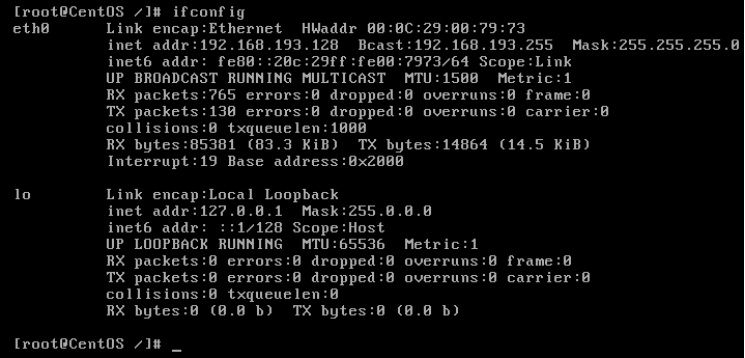 [root@CentOS /]# ifconfig
eth0      Link encap:Ethernet  HWaddr 00:0C:29:00:79:73
          inet addr:192.168.193.128  Bcast:192.168.193.255  Mask:255.255.255.0
          inet6 addr: fe80::20c:29ff:fe00:7973/64 Scope:Link
          UP BROADCAST RUNNING MULTICAST  MTU:1500  Metric:1
          RX packets:765 errors:0 dropped:0 overruns:0 frame:0
          TX packets:130 errors:0 dropped:0 overruns:0 carrier:0
          collisions:0 txqueuelen:1000
          RX bytes:85381 (83.3 KiB)  TX bytes:14864 (14.5 KiB)
          Interrupt:19 Base address:0x2000

lo        Link encap:Local Loopback
          inet addr:127.0.0.1  Mask:255.0.0.0
          inet6 addr: ::1/128 Scope:Host
          UP LOOPBACK RUNNING  MTU:65536  Metric:1
          RX packets:0 errors:0 dropped:0 overruns:0 frame:0
          TX packets:0 errors:0 dropped:0 overruns:0 carrier:0
          collisions:0 txqueuelen:0
          RX bytes:0 (0.0 b)  TX bytes:0 (0.0 b)

[root@CentOS /]# _